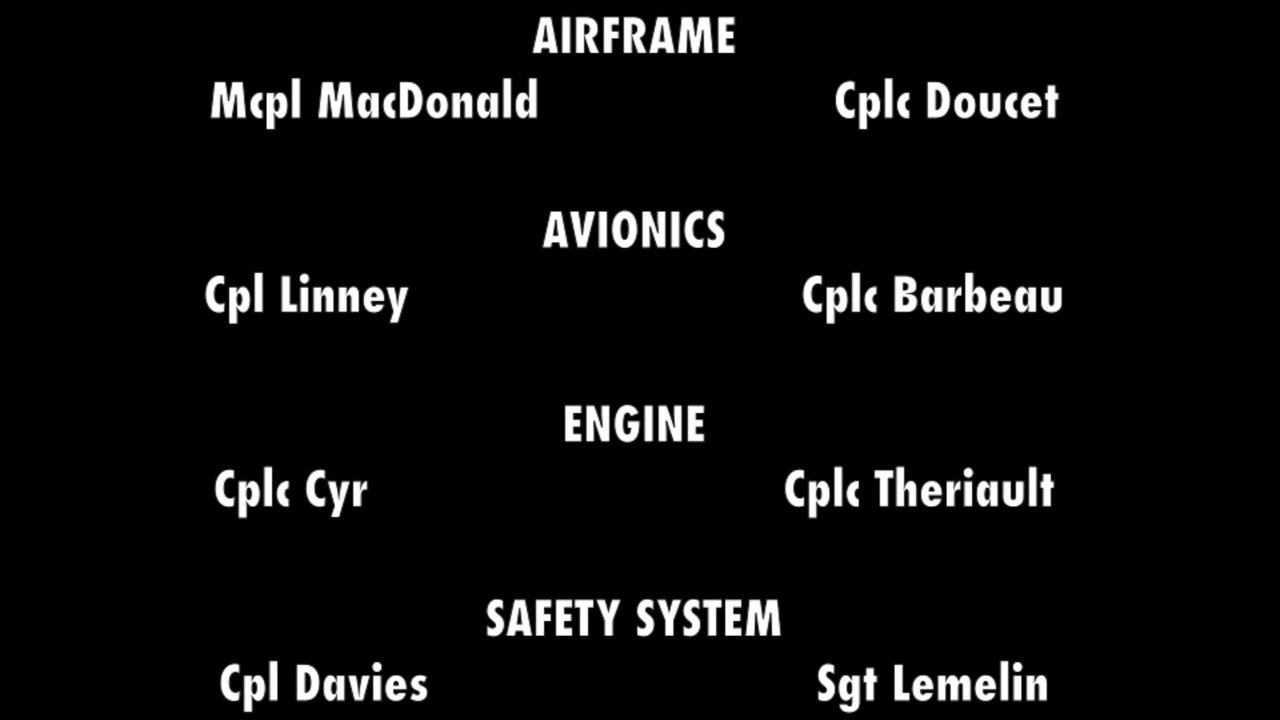 AIRFRAME
Mcpl MacDonald Cplc Doucet
AVIONICS
Cpl Linney Cplc Barbeau
ENGINE
Cplc Cyr Cplc Theriault
SAFETY SYSTEM
Cpl Davies Sgt Lemelin